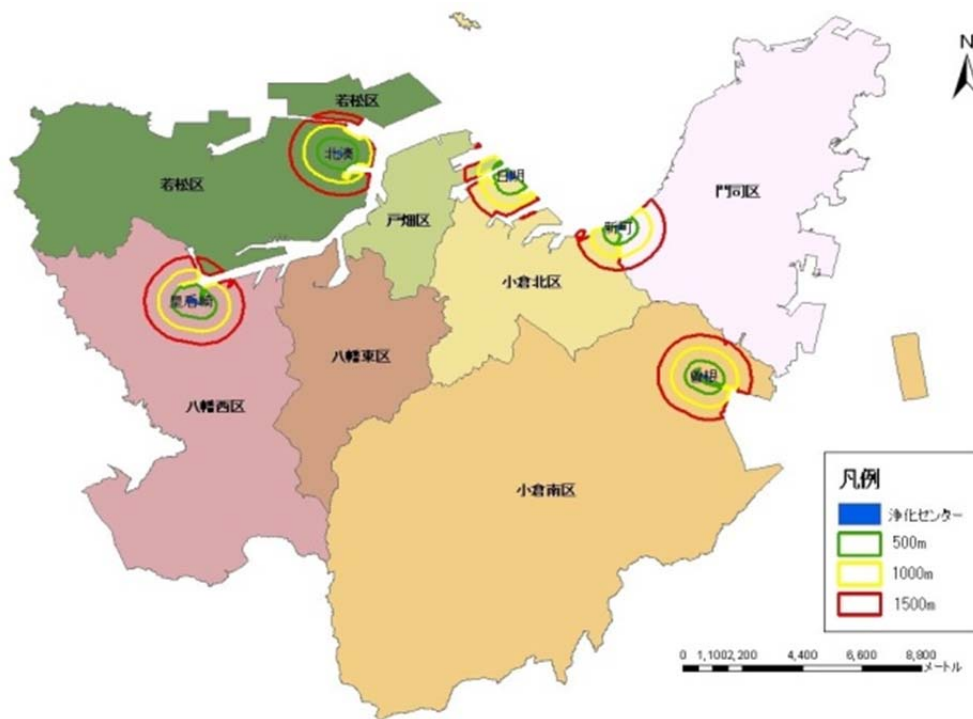 N
若松区
北湊
日明
若松区
門司区
戸畑区
新町
小倉北区
皇后崎
八幡東区
曽根
八幡西区
小倉南区
凡例
浄化センター
500m
1000m
1500m
0 1,100 2,200 4,400 6,600 8,800
メートル